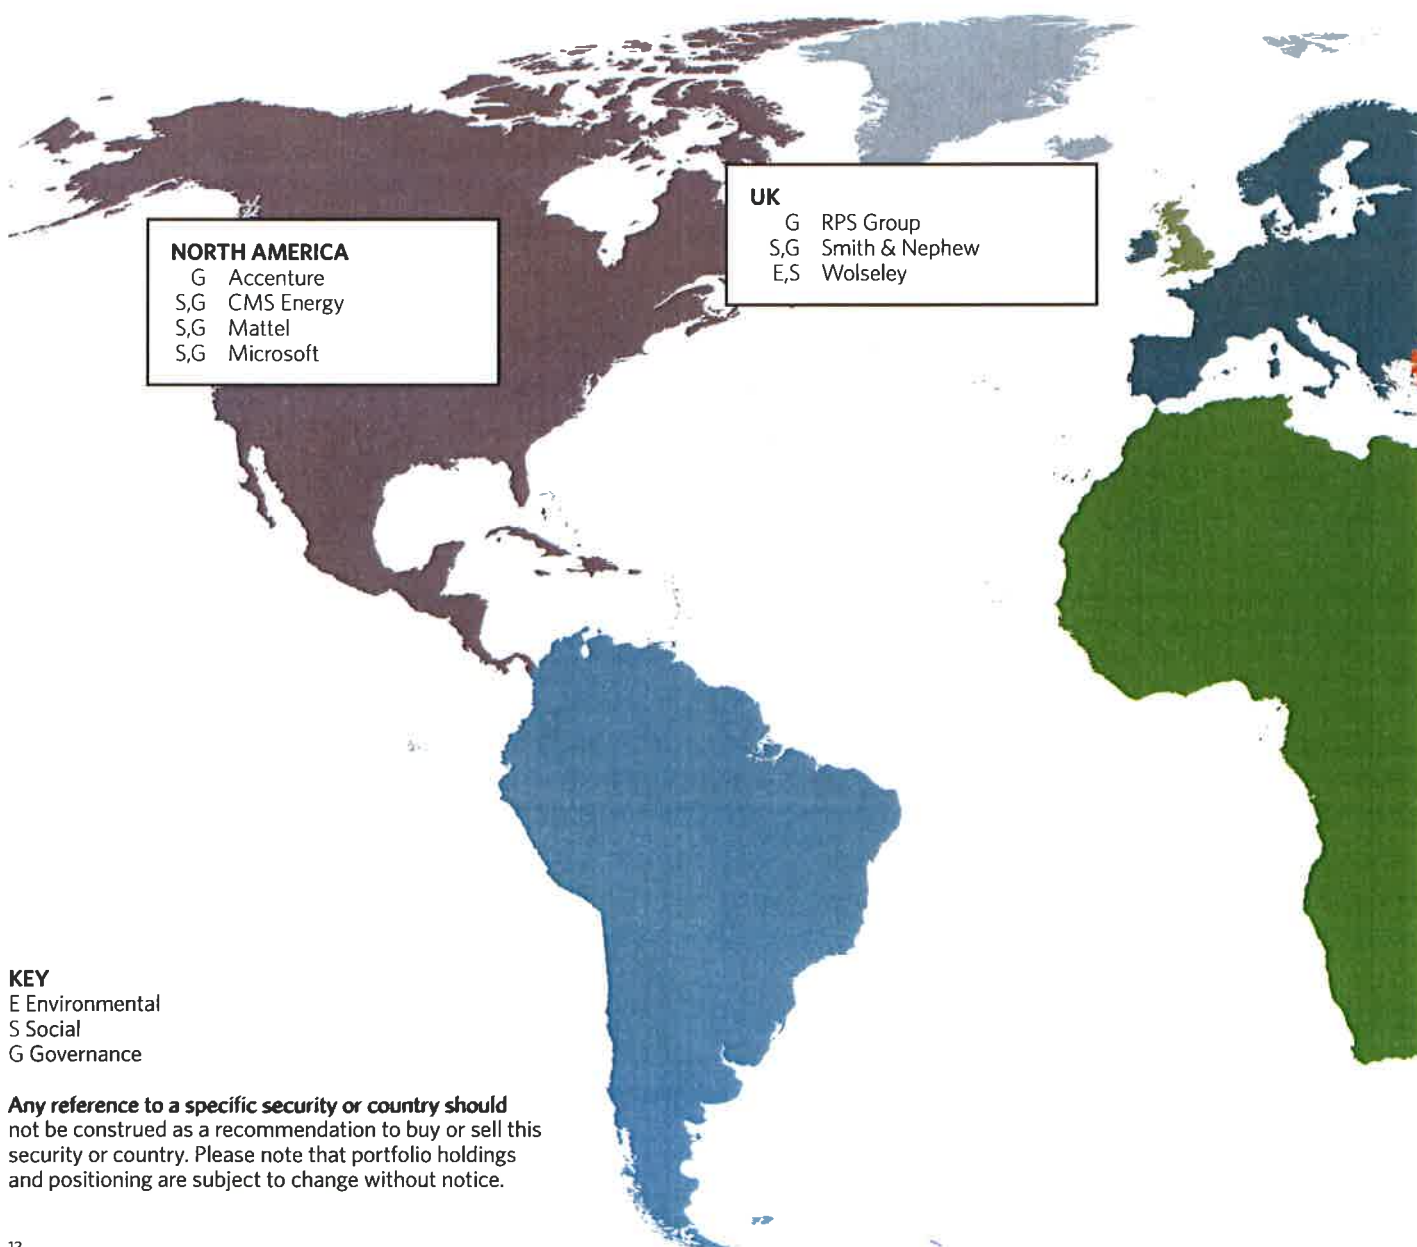 UK
G RPS Group
S,G Smith & Nephew
E,S Wolseley
NORTH AMERICA
G Accenture
S,G CMS Energy
S,G Mattel
S,G Microsoft
KEY
E Environmental
S Social
G Governance
Any reference to a specific security or country should
not be construed as a recommendation to buy or sell this
security or country. Please note that portfolio holdings
and positioning are subject to change without notice.
12